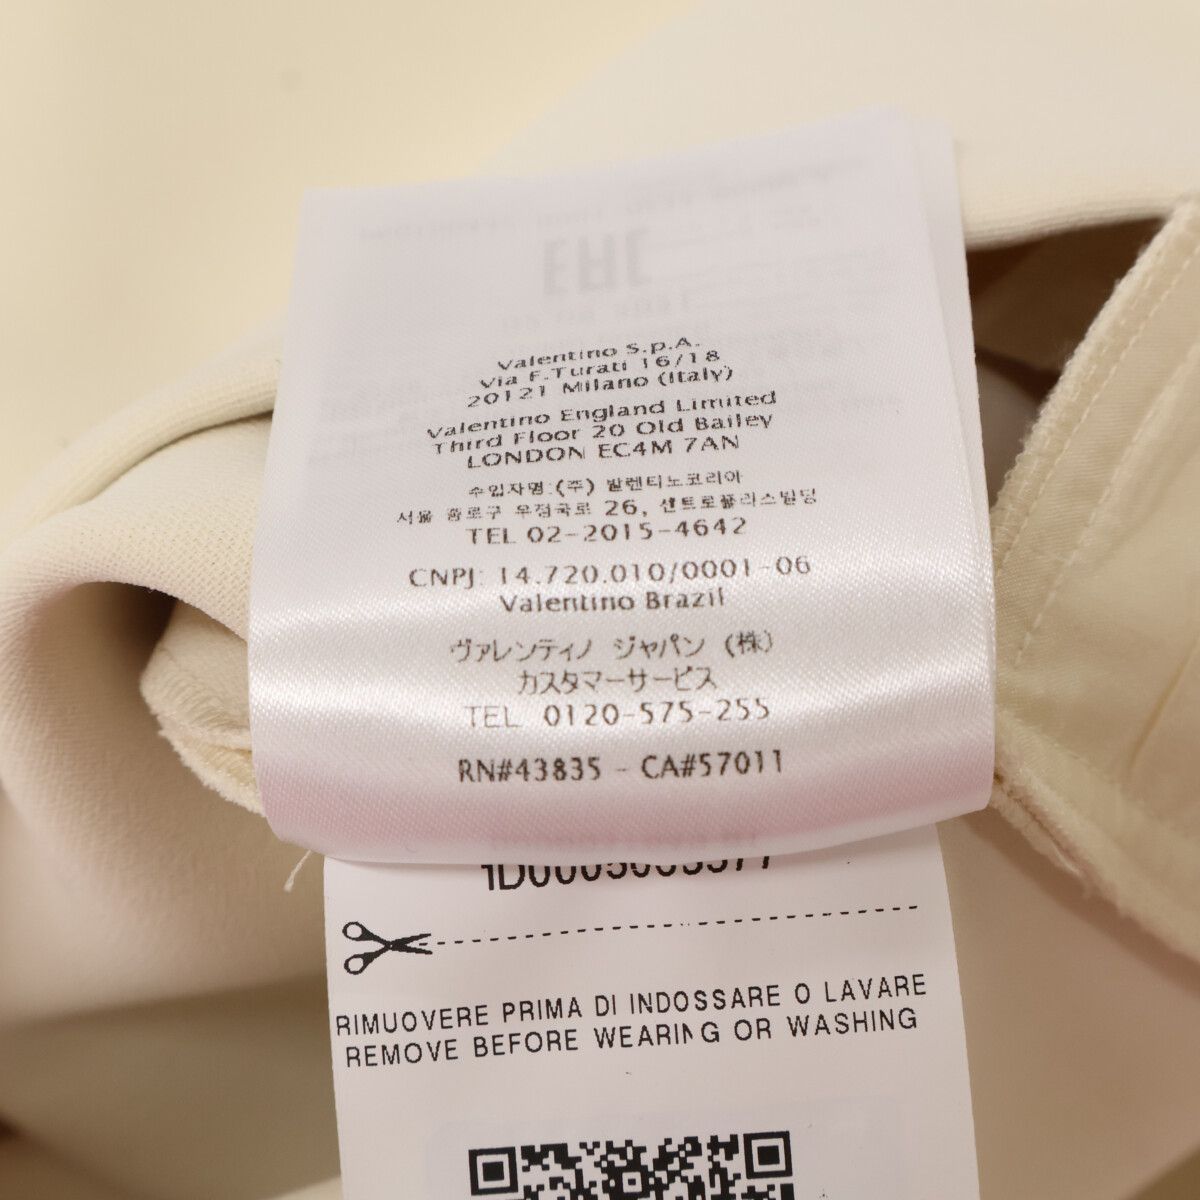 Valentino S.p.A.
Via F.Turati 16/18
20121 Milano (Italy)
Valentino England Limited
Third Floor 20 Old Bailey
LONDON EC4M 7AN
수입자명:(주) 발렌티노코리아
서울 종로구 우정국로 26, 센트로폴리스빌딩
TEL 02-2015-4642
CNPJ: 14.720.010/0001-06
Valentino Brazil
ヴァレンティノ ジャパン (株)
カスタマーサービス
TEL 0120-575-255
RN#43835 - CA#57011
RIMUOVERE PRIMA DI INDOSSARE O LAVARE
REMOVE BEFORE WEARING OR WASHING